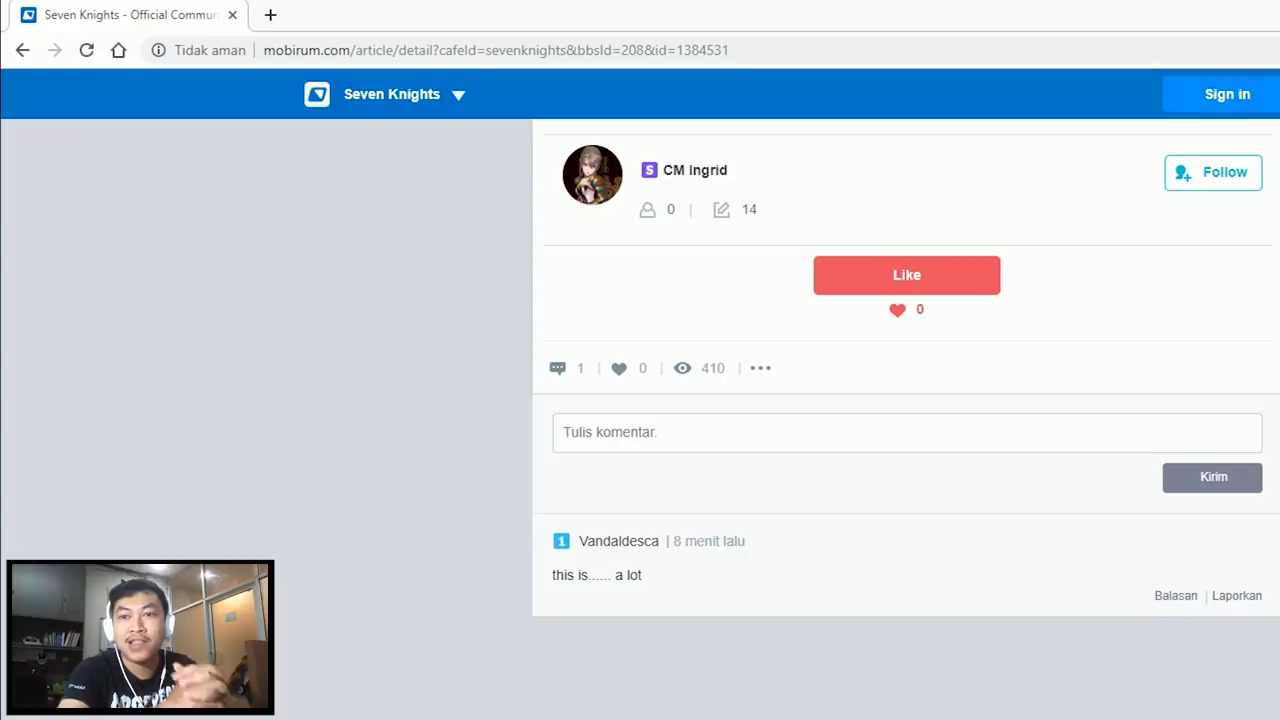 Seven Knights - Official Commun
Tidak aman
mobirum.com/article/detail?cafeId=sevenknights&bbsId=208&id=1384531
Seven Knights
Sign in
S CM Ingrid
Follow
0 | 14
Like
0
1 | 0 | 410
Tulis komentar.
Kirim
1 Vandaldesca | 8 menit lalu
this is...... a lot
Balasan | Laporkan